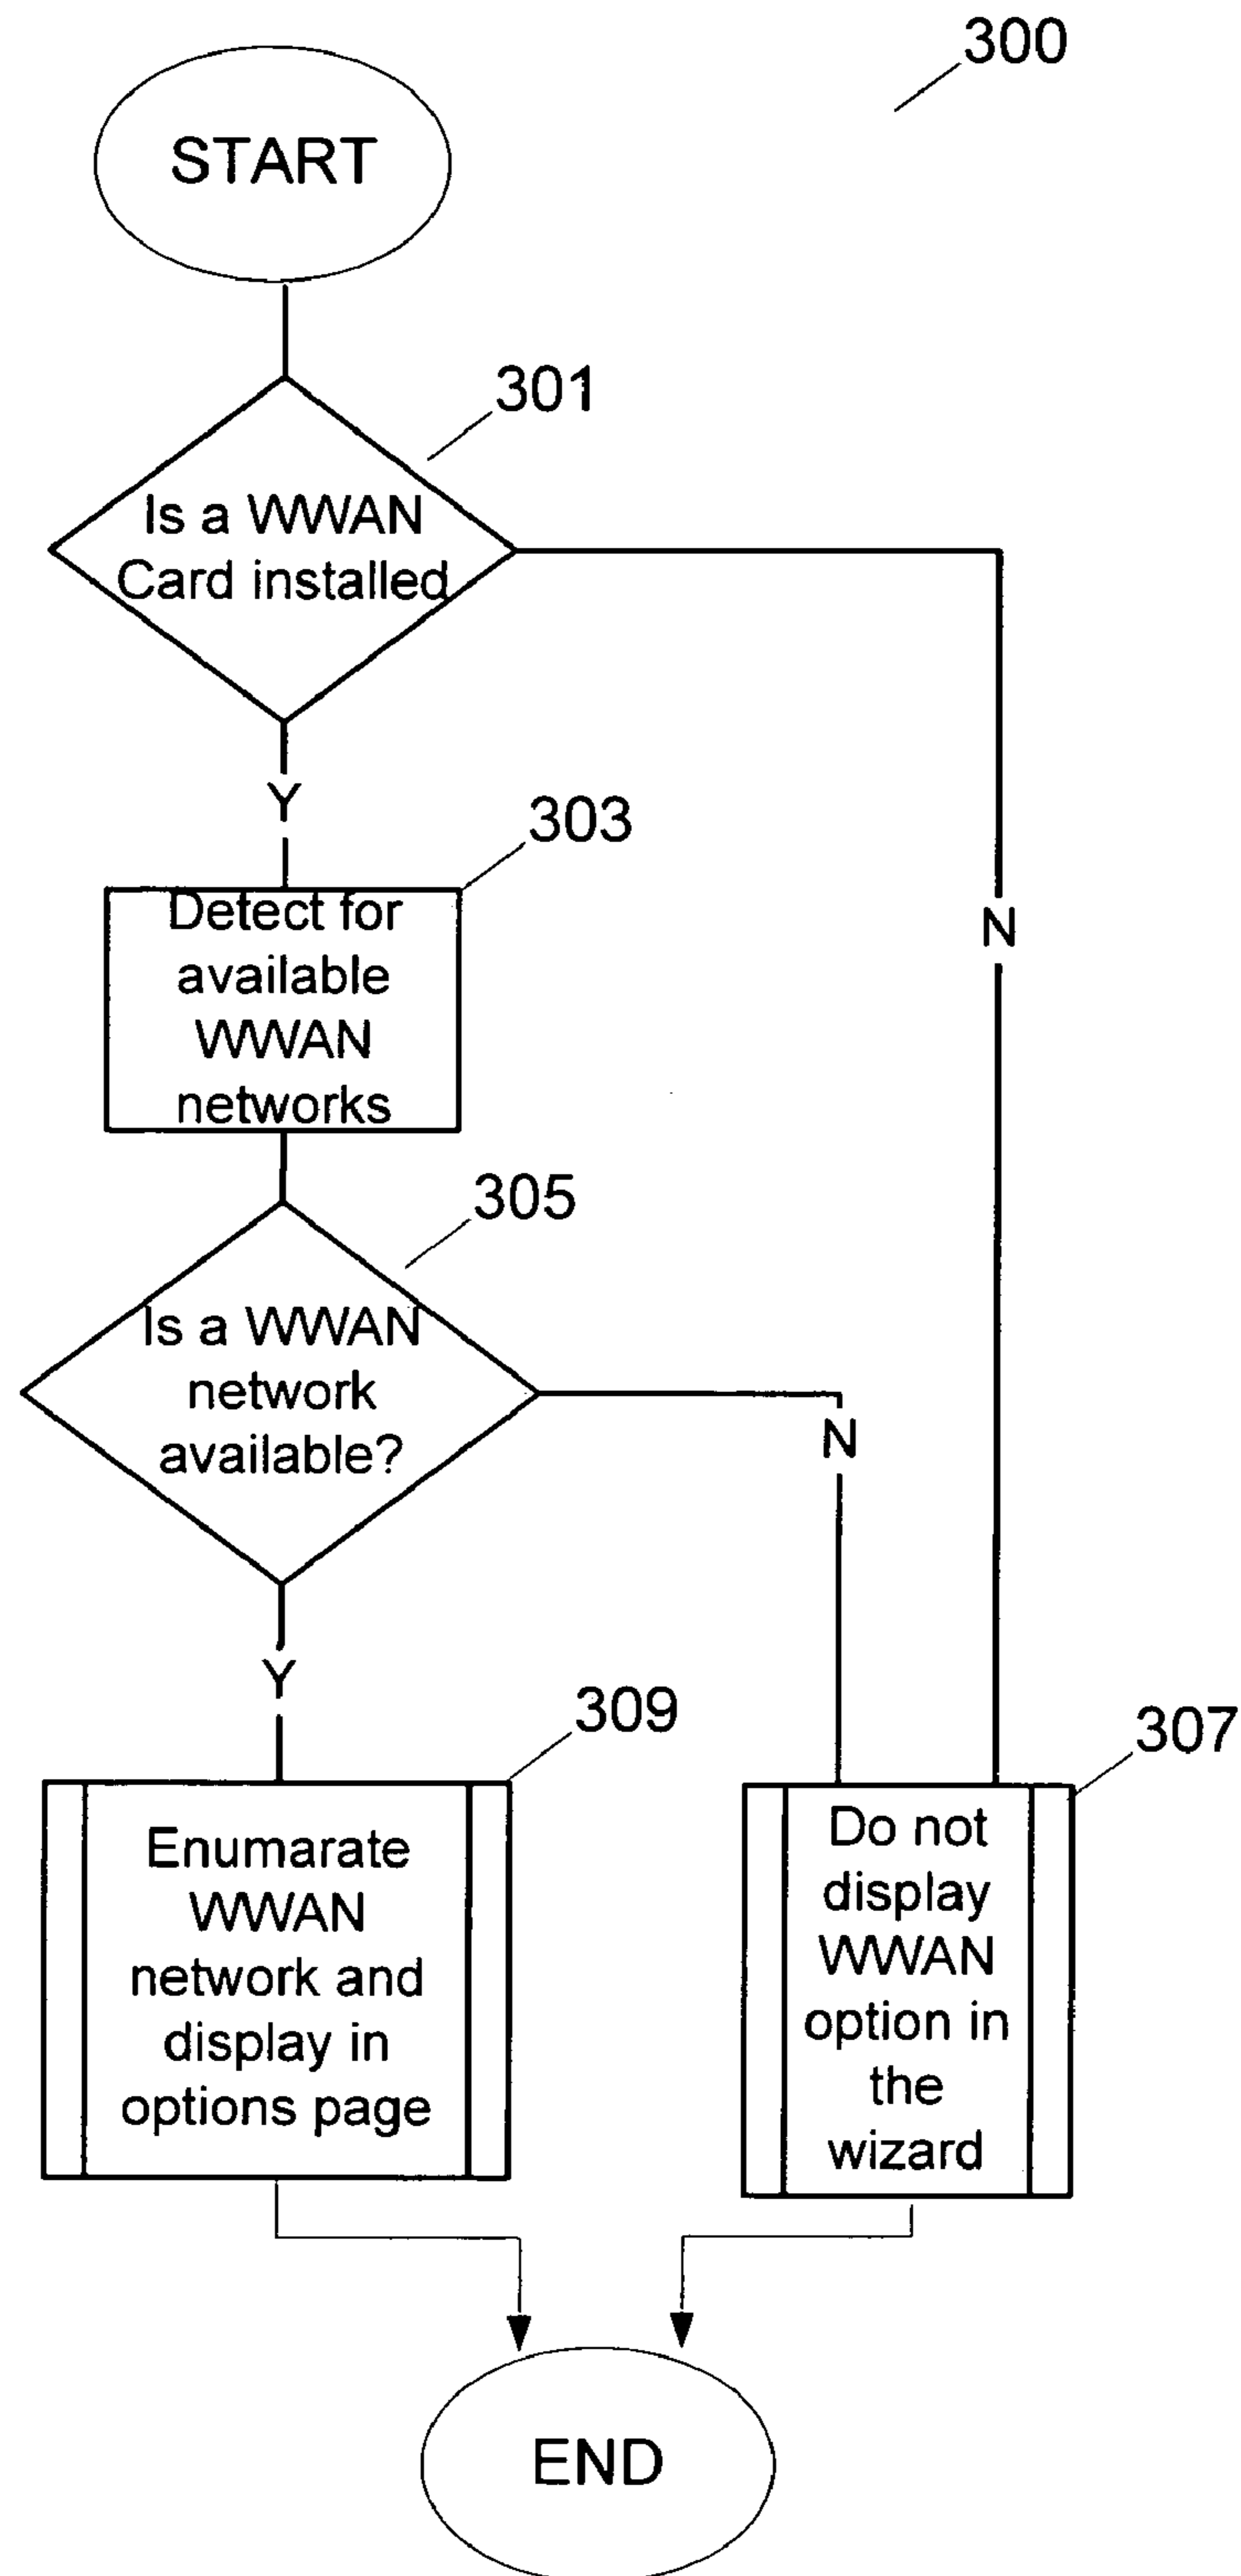 300
START
301
Is a WWAN
Card installed
Y
N
303
Detect for
available
WWAN
networks
305
Is a WWAN
network
available?
N
Y
309
Enumarate
WWAN
network and
display in
options page
307
Do not
display
WWAN
option in
the
wizard
END